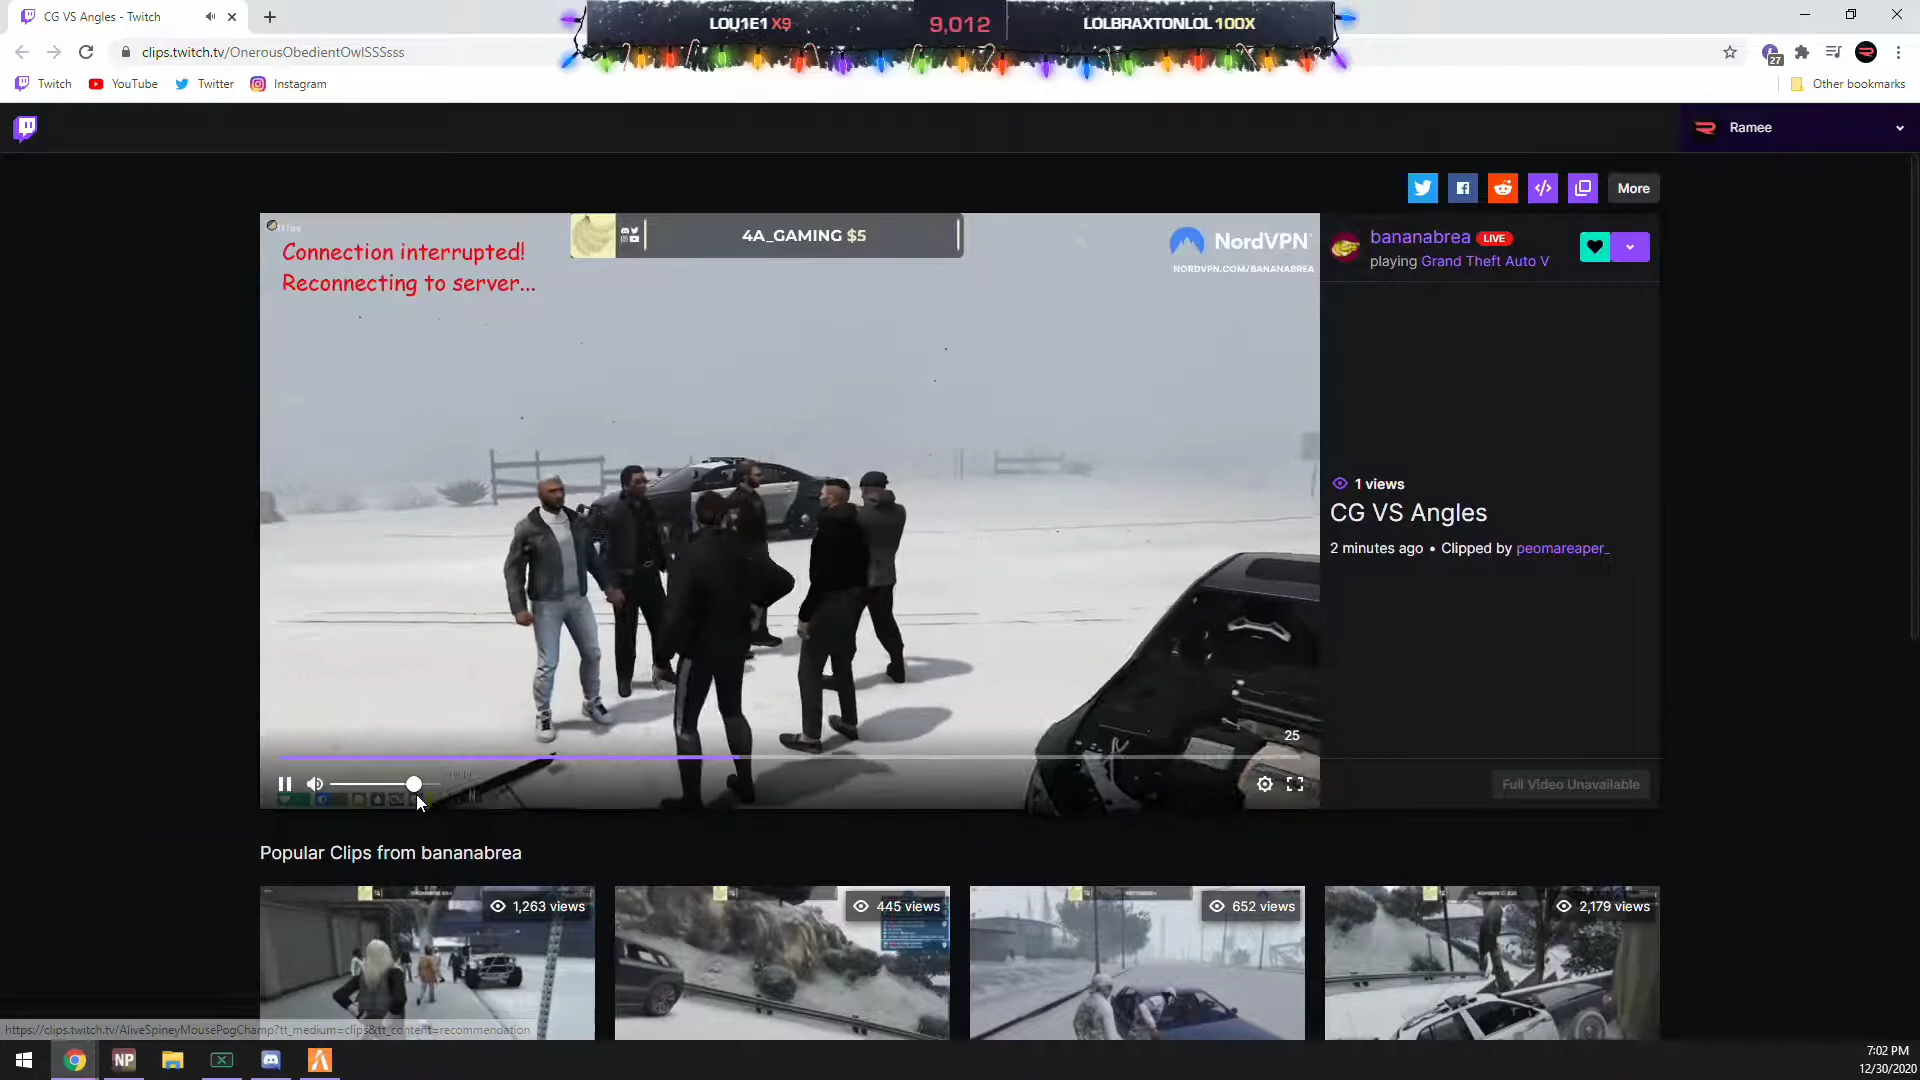 CG VS Angles - Twitch
LOU1E1 X9
9,012
LOLBRAXTONLOL 100X
clips.twitch.tv/OnerousObedientOwlSSSsss
27
Twitch
YouTube
Twitter
Instagram
Other bookmarks
Ramee
More
Connection interrupted!
Reconnecting to server...
4A_GAMING $5
NordVPN
NORDVPN.COM/BANANABREA
bananabrea LIVE
playing Grand Theft Auto V
1 views
CG VS Angles
2 minutes ago • Clipped by peomareaper_
25
N
Full Video Unavailable
Popular Clips from bananabrea
1,263 views
445 views
652 views
2,179 views
https://clips.twitch.tv/AliveSpineyMousePogChamp?tt_medium=clips&tt_content=recommendation
NP
7:02 PM
12/30/2020